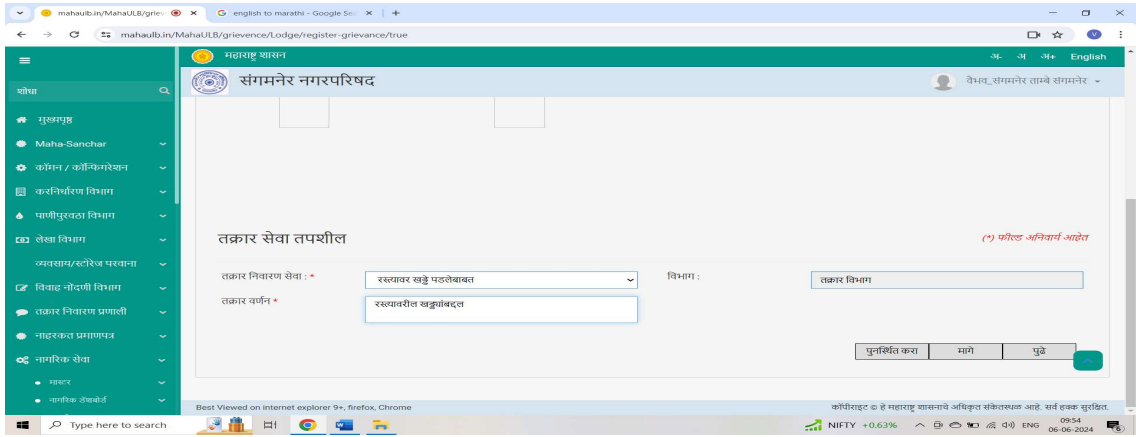 mahaulb.in/MahaULB/griev
english to marathi - Google Sea
mahaulb.in/MahaULB/grievence/Lodge/register-grievance/true
V
महाराष्ट्र शासन
अ- अ अ+ English
संगमनेर नगरपरिषद
वैभव_संगमनेर ताम्बे संगमनेर
शोधा
मुख्यपृष्ठ
Maha-Sanchar
कॉमन / कॉन्फिगरेशन
करनिर्धारण विभाग
पाणीपुरवठा विभाग
लेखा विभाग
व्यवसाय/स्टोरेज परवाना
विवाह नोंदणी विभाग
तक्रार निवारण प्रणाली
नाहरकत प्रमाणपत्र
नागरिक सेवा
मास्टर
नागरिक डॅशबोर्ड
तक्रार सेवा तपशील
(*) फील्ड अनिवार्य आहेत
तक्रार निवारण सेवा : *
रस्त्यावर खड्डे पडलेबाबत
विभाग :
तक्रार विभाग
तक्रार वर्णन *
रस्त्यावरील खड्ड्यांबद्दल
पुनर्स्थित करा
मागे
पुढे
Best Viewed on internet explorer 9+, firefox, Chrome
कॉपीराइट © हे महाराष्ट्र शासनाचे अधिकृत संकेतस्थळ आहे. सर्व हक्क सुरक्षित.
Type here to search
NIFTY +0.63%
ENG
09:54
06-06-2024
6